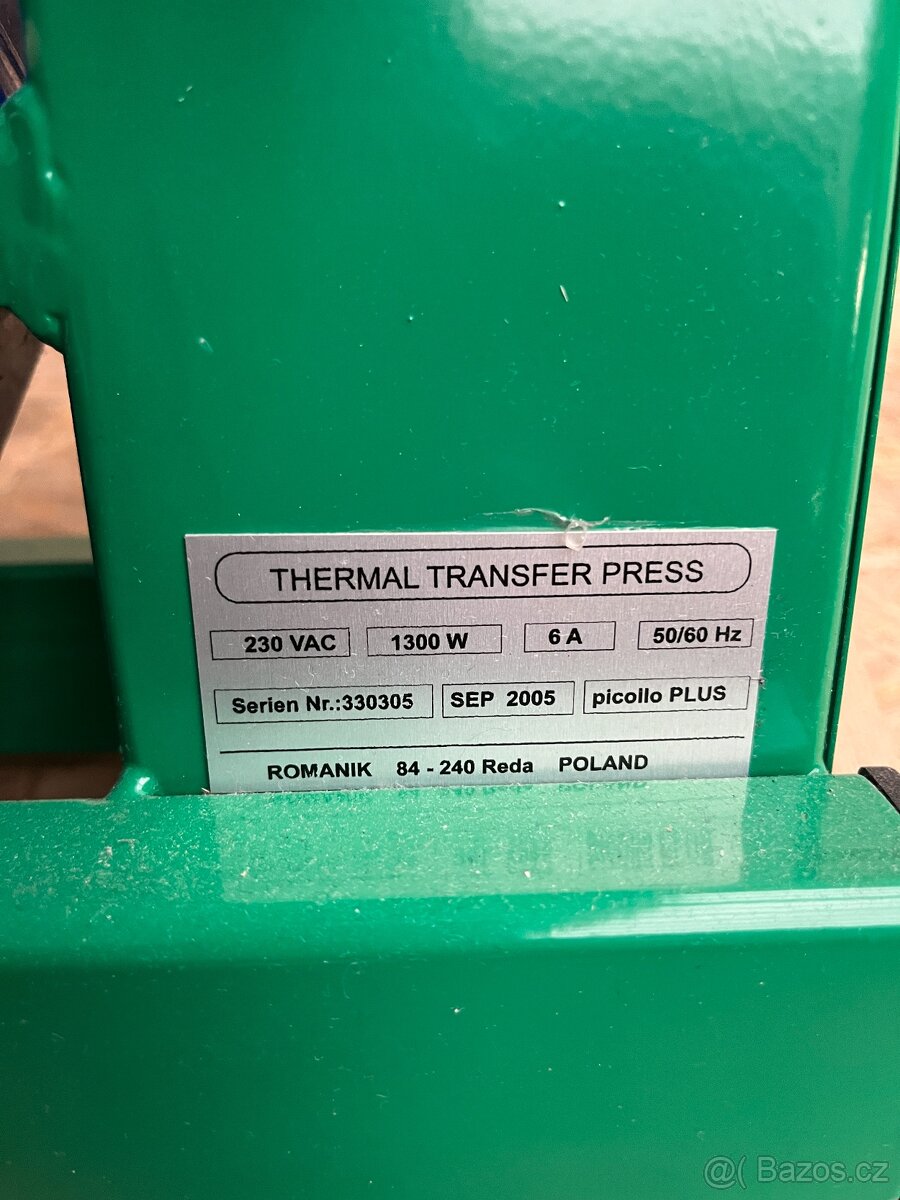 THERMAL TRANSFER PRESS
230 VAC 1300 W 6 A 50/60 Hz
Serien Nr.:330305 SEP 2005 picollo PLUS
ROMANIK 84 - 240 Reda POLAND
@( Bazos.cz